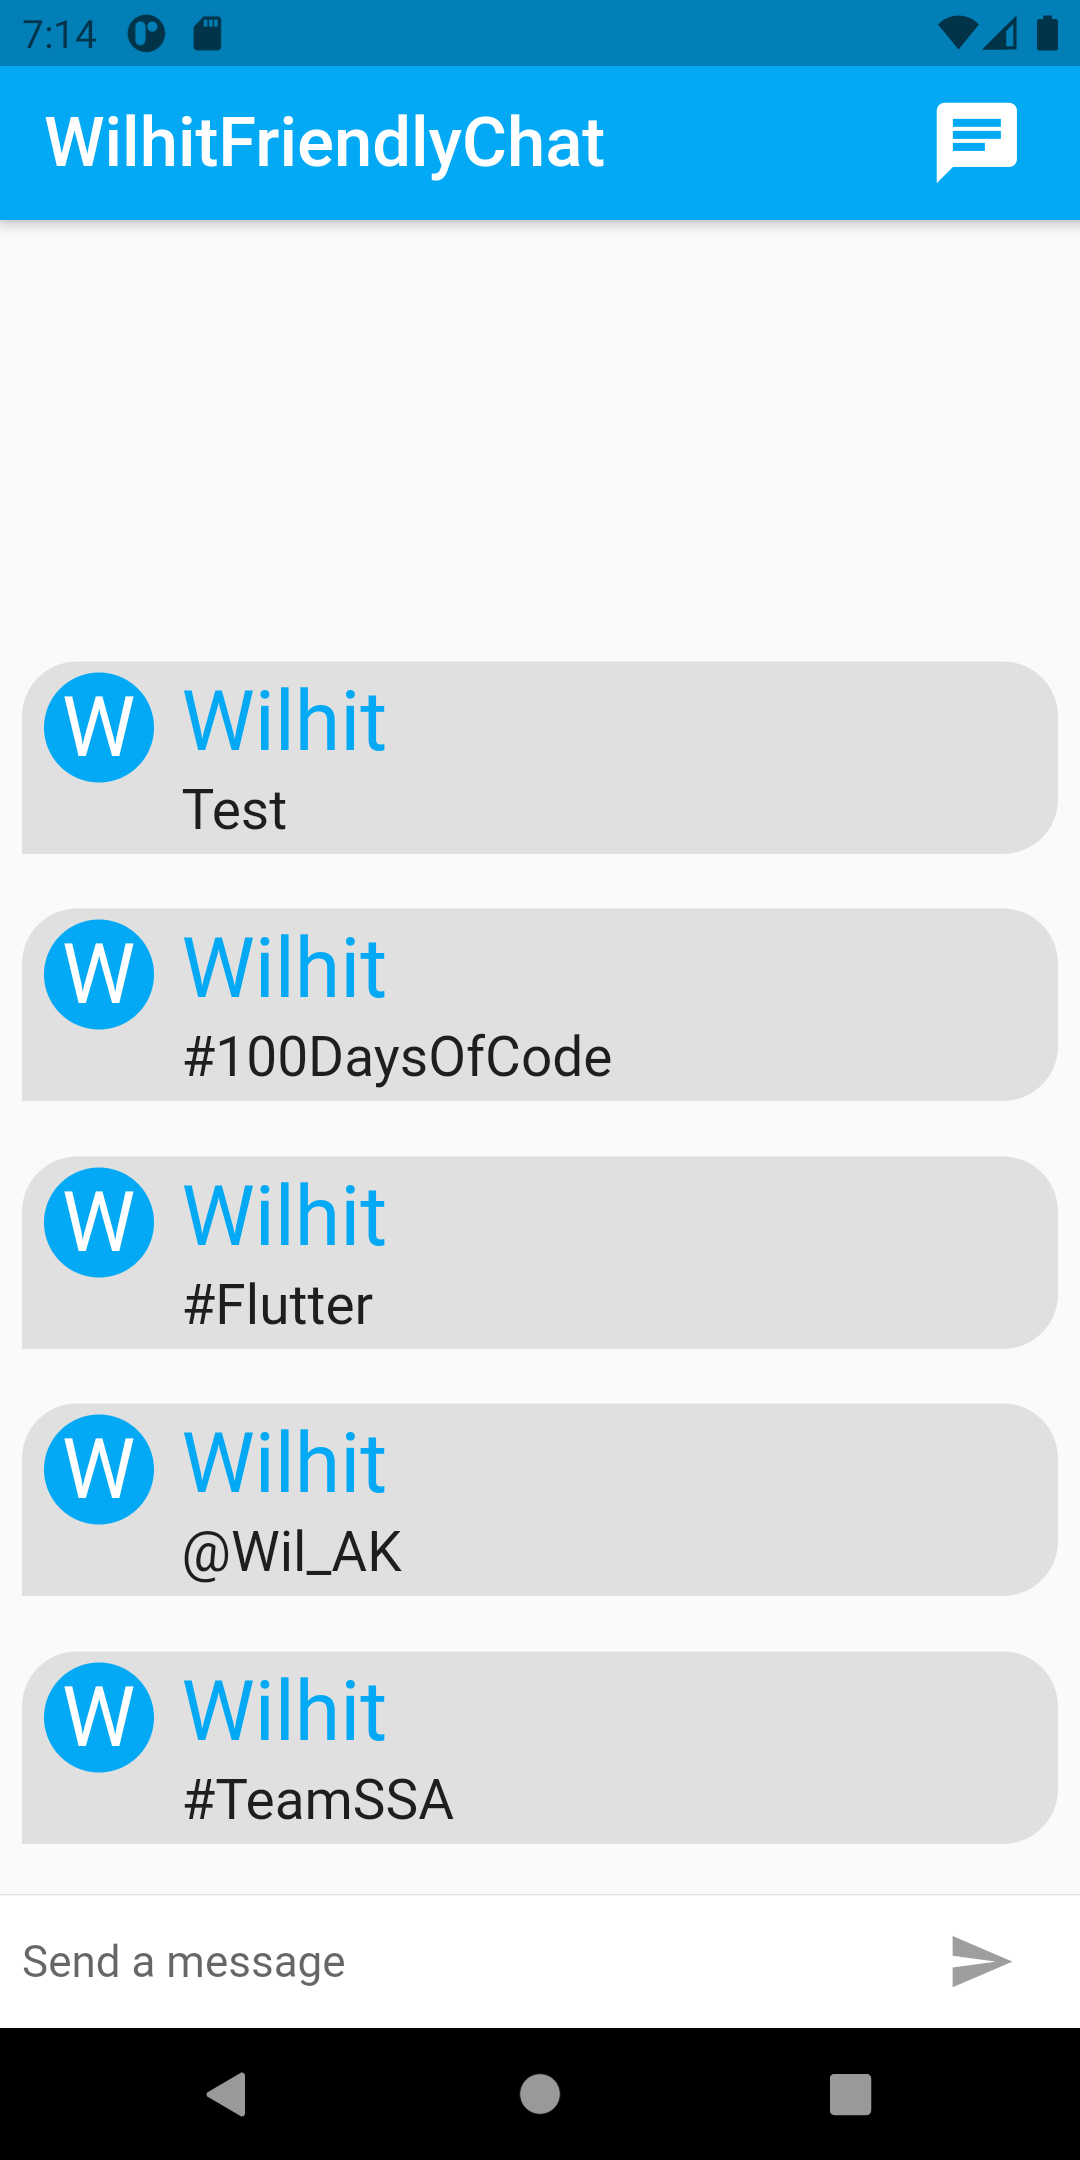 7:14
WilhitFriendlyChat
W Wilhit
Test
W Wilhit
#100DaysOfCode
W Wilhit
#Flutter
W Wilhit
@Wil_AK
W Wilhit
#TeamSSA
Send a message